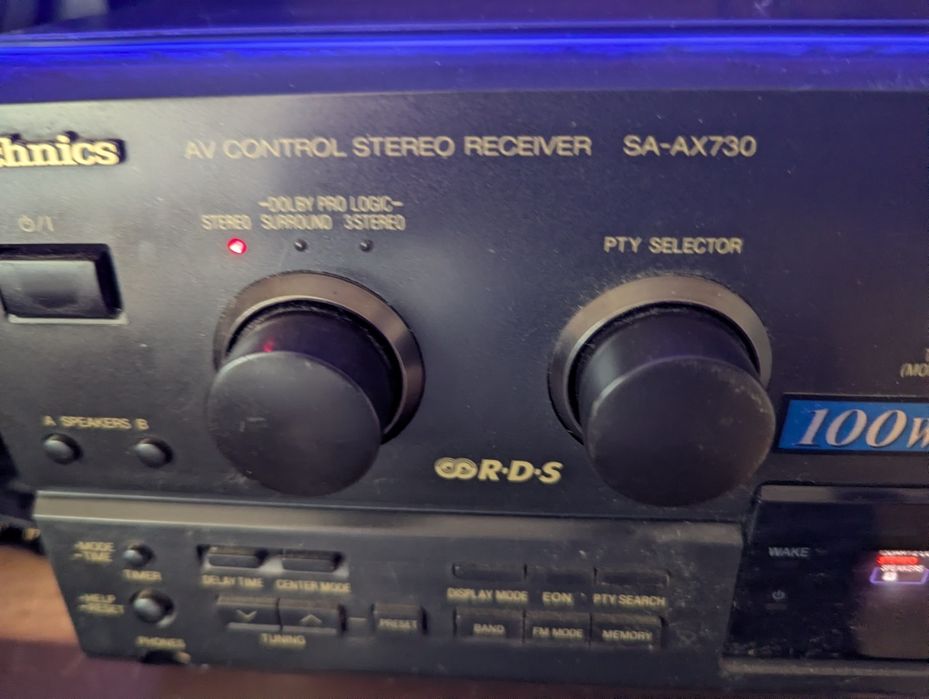 chnics
AV CONTROL STEREO RECEIVER SA-AX730
-DOLBY PRO LOGIC-
STEREO SURROUND 3STEREO
⏻/I
PTY SELECTOR
A SPEAKERS B
R·D·S
100W
-MODE
-TIME
TIMER
-HELP
-RESET
PHONES
DELAY TIME CENTER MODE
TUNING
PRESET
DISPLAY MODE EON PTY SEARCH
BAND FM MODE MEMORY
WAKE
SPEAKERS